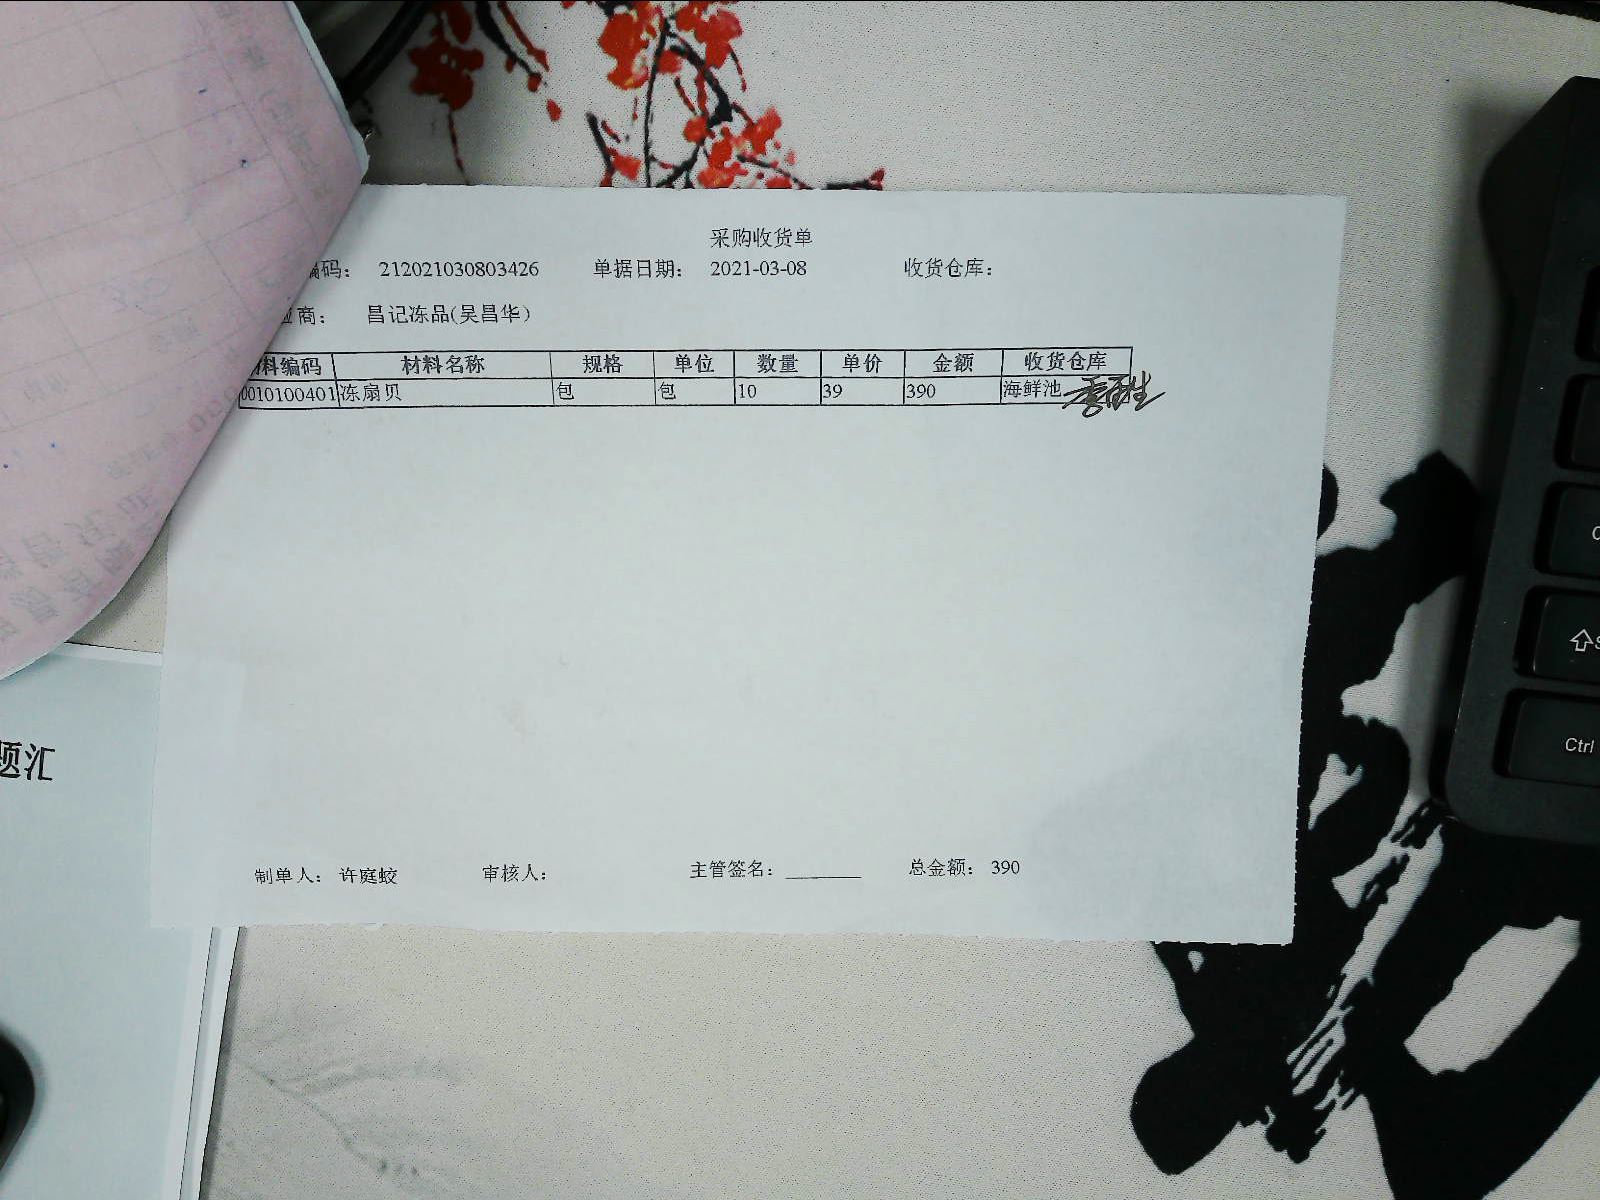 采购收货单
编码： 212021030803426 单据日期： 2021-03-08 收货仓库：
应商： 昌记冻品(吴昌华)
料编码 材料名称 规格 单位 数量 单价 金额 收货仓库
0010100401 冻扇贝 包 包 10 39 390 海鲜池
制单人： 许庭蛟 审核人： 主管签名： 总金额： 390
题汇
Ctrl